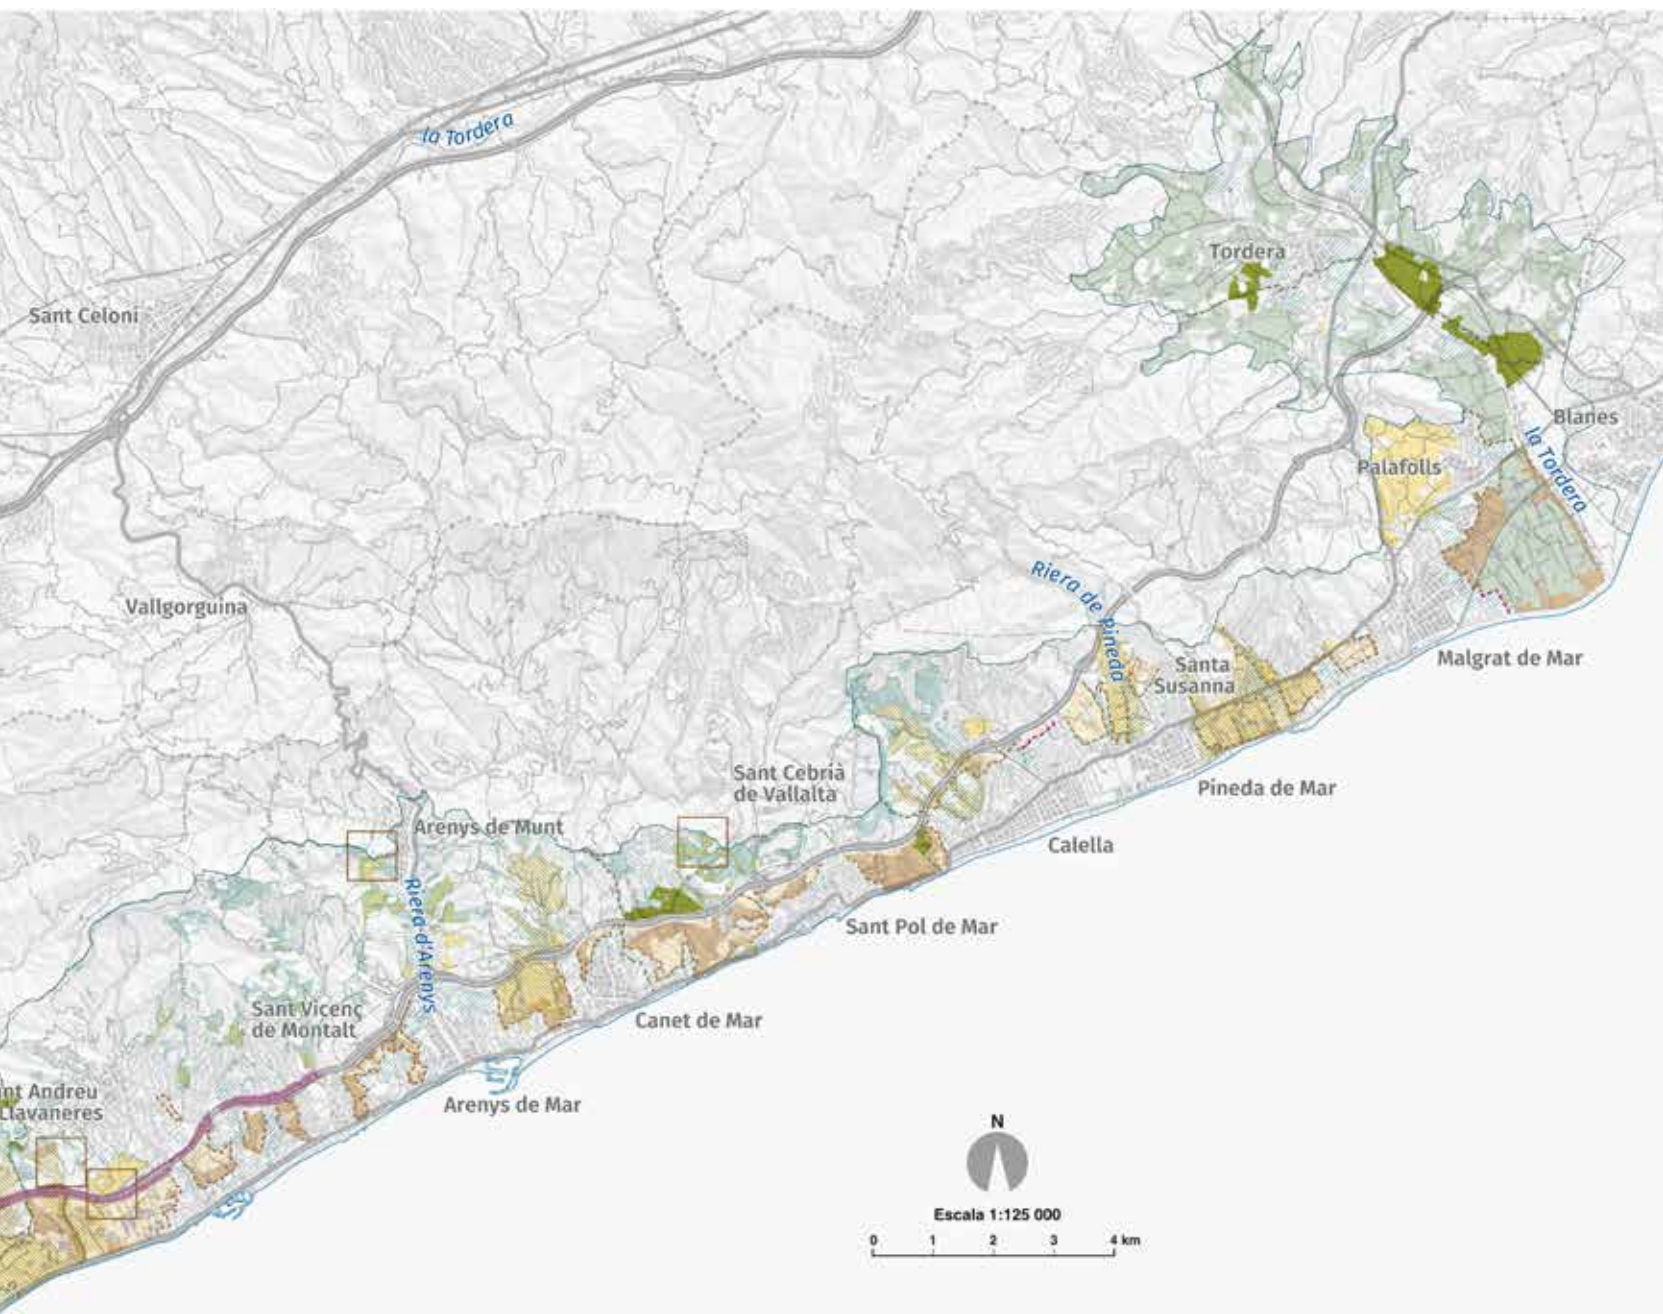 la Tordera
Tordera
Sant Celoni
Blanes
la Tordera
Palafolls
Riera de Pineda
Vallgorguina
Malgrat de Mar
Santa
Susanna
Sant Cebrià
de Vallalta
Pineda de Mar
Arenys de Munt
Calella
Riera d'Arenys
Sant Pol de Mar
Sant Vicenç
de Montalt
Canet de Mar
nt Andreu
Llavaneres
Arenys de Mar
N
Escala 1:125 000
0 1 2 3 4 km